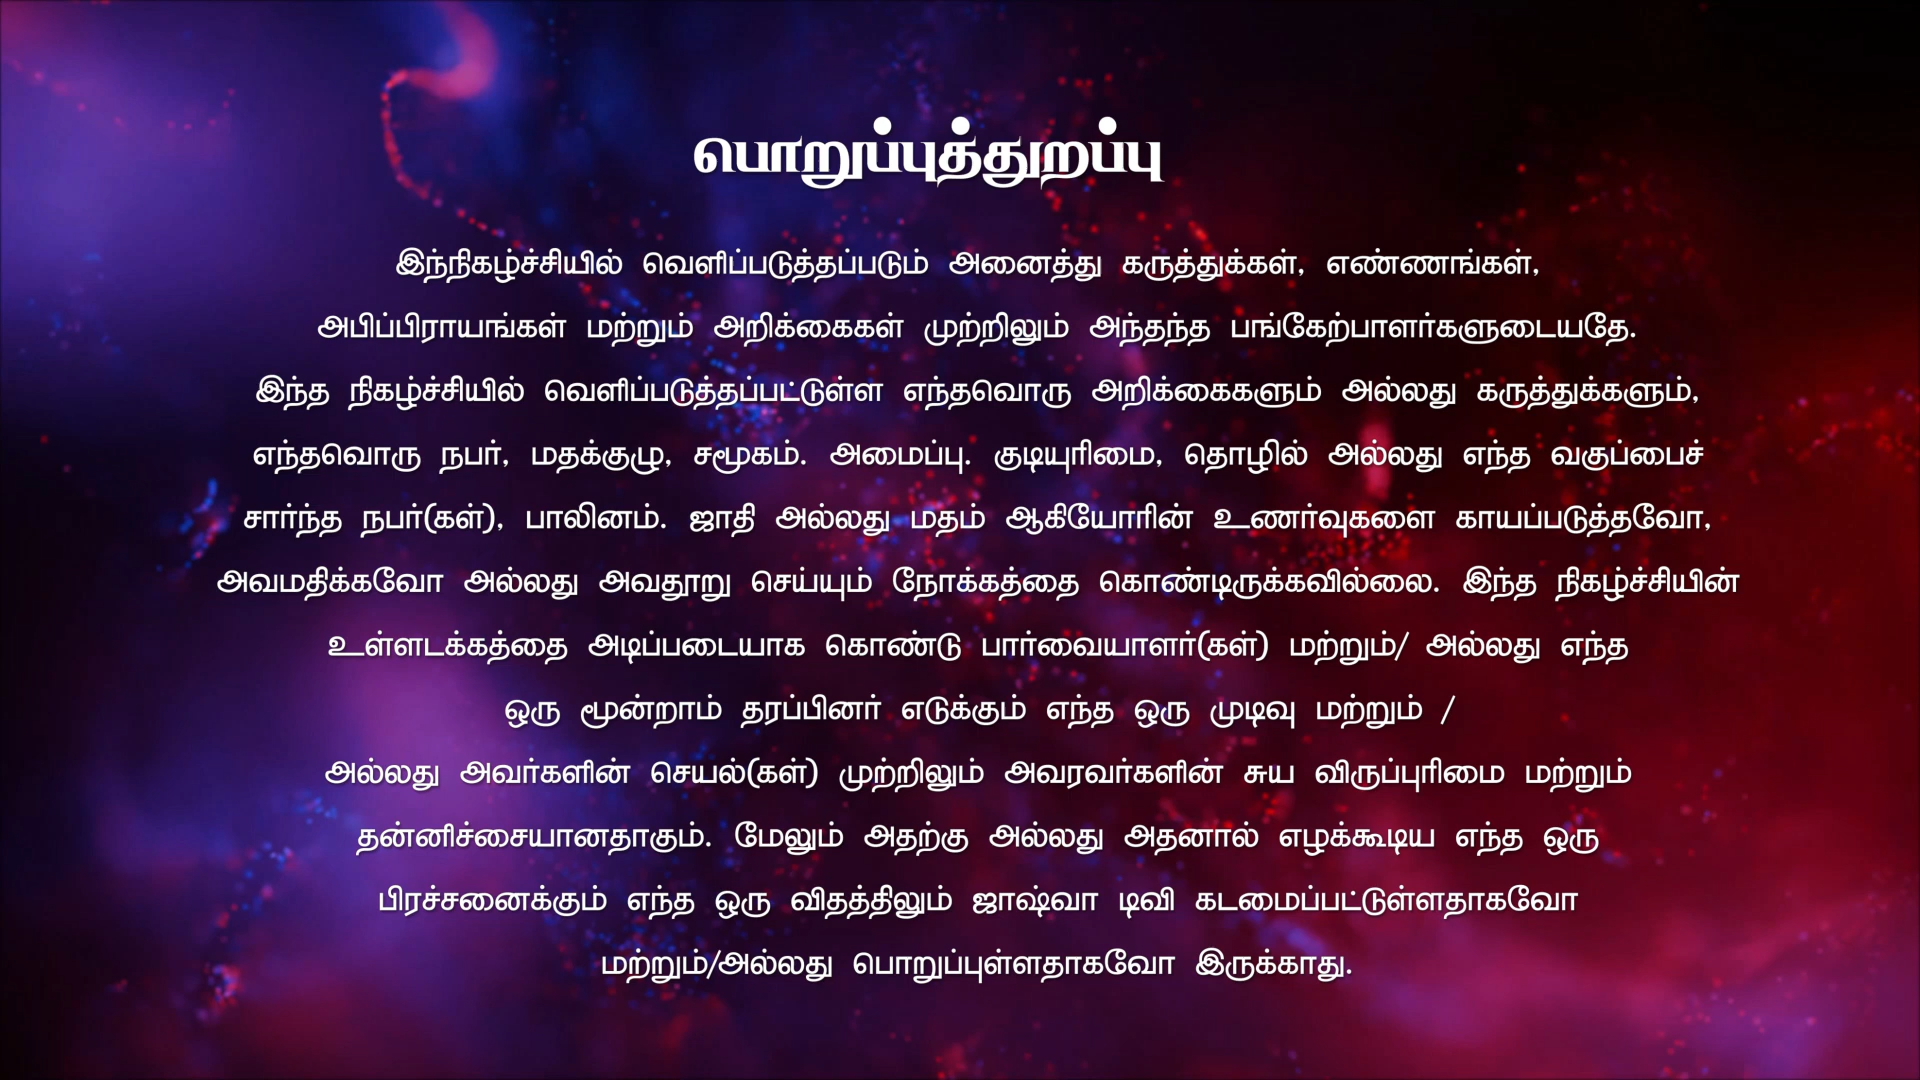 பொறுப்புத்துறப்பு
இந்நிகழ்ச்சியில் வெளிப்படுத்தப்படும் அனைத்து கருத்துக்கள், எண்ணங்கள்,
அபிப்பிராயங்கள் மற்றும் அறிக்கைகள் முற்றிலும் அந்தந்த பங்கேற்பாளர்களுடையதே.
இந்த நிகழ்ச்சியில் வெளிப்படுத்தப்பட்டுள்ள எந்தவொரு அறிக்கைகளும் அல்லது கருத்துக்களும்,
எந்தவொரு நபர், மதக்குழு, சமூகம். அமைப்பு. குடியுரிமை, தொழில் அல்லது எந்த வகுப்பைச்
சார்ந்த நபர்(கள்), பாலினம். ஜாதி அல்லது மதம் ஆகியோரின் உணர்வுகளை காயப்படுத்தவோ,
அவமதிக்கவோ அல்லது அவதூறு செய்யும் நோக்கத்தை கொண்டிருக்கவில்லை. இந்த நிகழ்ச்சியின்
உள்ளடக்கத்தை அடிப்படையாக கொண்டு பார்வையாளர்(கள்) மற்றும்/ அல்லது எந்த
ஒரு மூன்றாம் தரப்பினர் எடுக்கும் எந்த ஒரு முடிவு மற்றும் /
அல்லது அவர்களின் செயல்(கள்) முற்றிலும் அவரவர்களின் சுய விருப்புரிமை மற்றும்
தன்னிச்சையானதாகும். மேலும் அதற்கு அல்லது அதனால் எழக்கூடிய எந்த ஒரு
பிரச்சனைக்கும் எந்த ஒரு விதத்திலும் ஜாஷ்வா டிவி கடமைப்பட்டுள்ளதாகவோ
மற்றும்/அல்லது பொறுப்புள்ளதாகவோ இருக்காது.